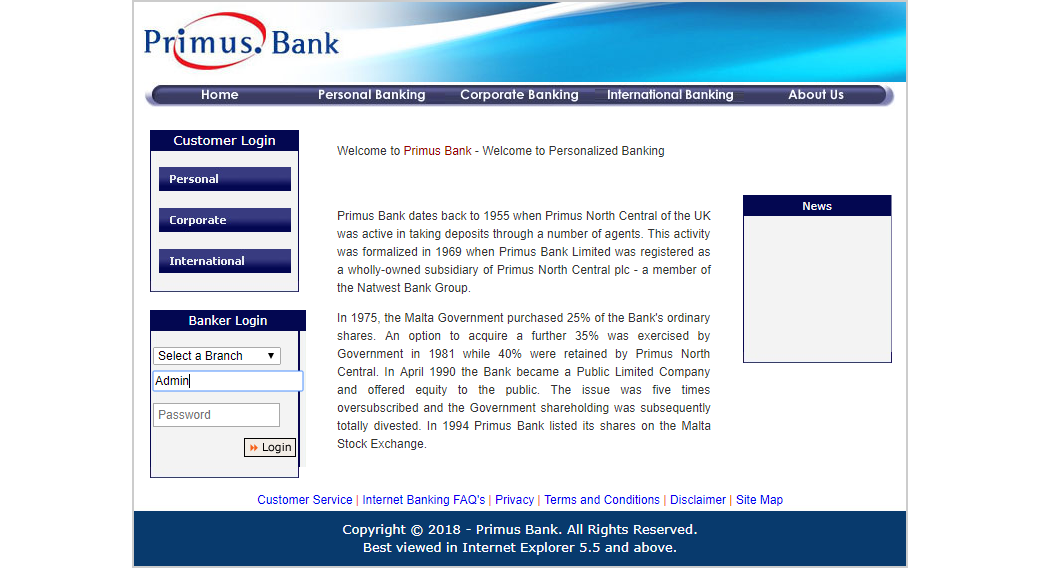 Primus. Bank
Home Personal Banking Corporate Banking International Banking About Us
Customer Login
Personal
Corporate
International
Banker Login
Select a Branch
Admin
Password
Login
Welcome to Primus Bank - Welcome to Personalized Banking
Primus Bank dates back to 1955 when Primus North Central of the UK
was active in taking deposits through a number of agents. This activity
was formalized in 1969 when Primus Bank Limited was registered as
a wholly-owned subsidiary of Primus North Central plc - a member of
the Natwest Bank Group.
In 1975, the Malta Government purchased 25% of the Bank's ordinary
shares. An option to acquire a further 35% was exercised by
Government in 1981 while 40% were retained by Primus North
Central. In April 1990 the Bank became a Public Limited Company
and offered equity to the public. The issue was five times
oversubscribed and the Government shareholding was subsequently
totally divested. In 1994 Primus Bank listed its shares on the Malta
Stock Exchange.
News
Customer Service | Internet Banking FAQ's | Privacy | Terms and Conditions | Disclaimer | Site Map
Copyright © 2018 - Primus Bank. All Rights Reserved.
Best viewed in Internet Explorer 5.5 and above.